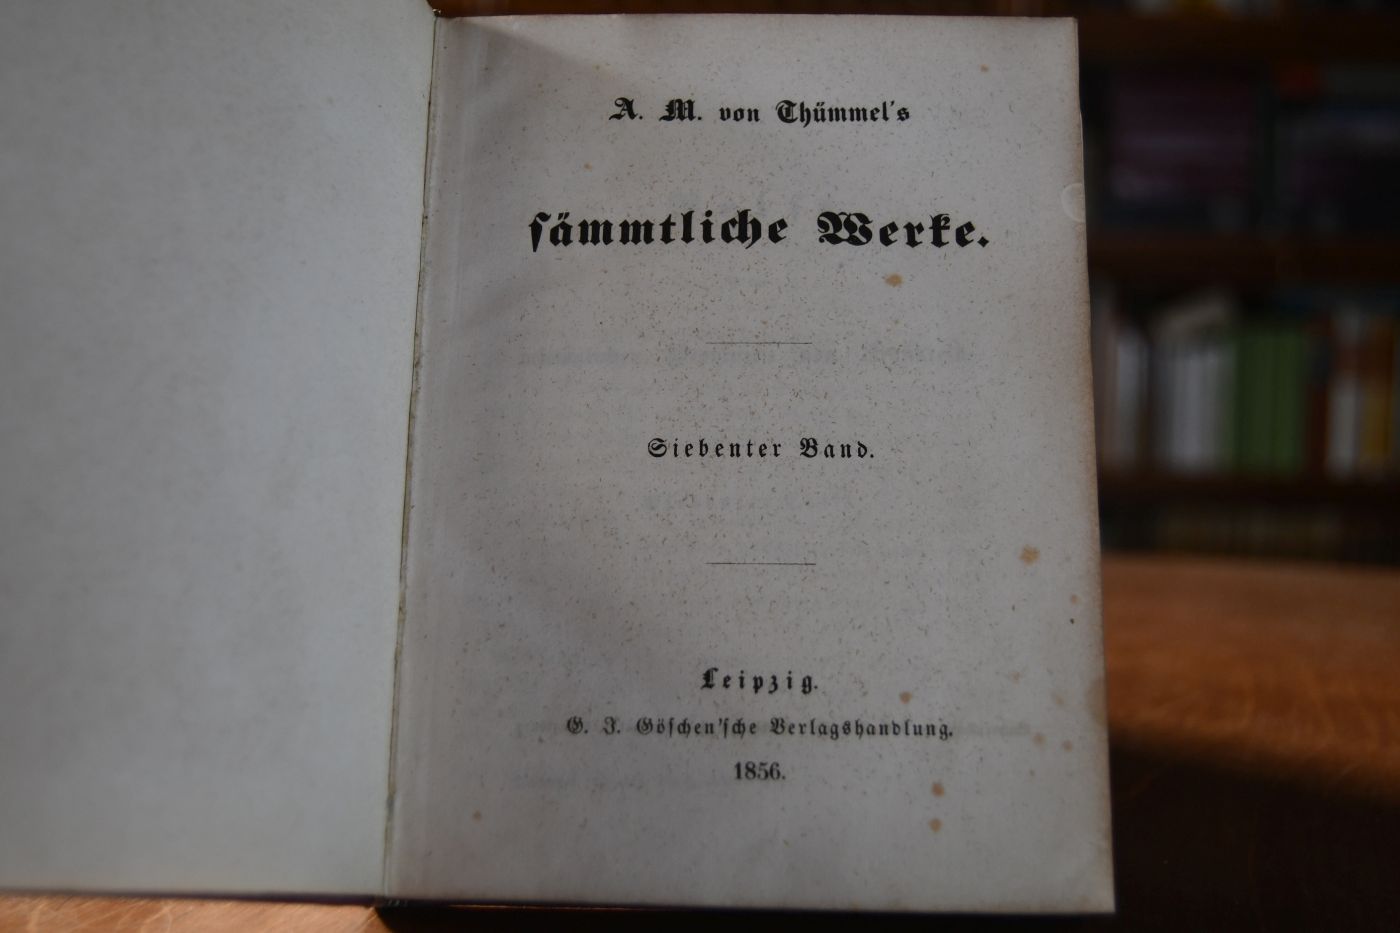 A. M. von Thümmel's
ſämmtliche Werke.
Siebenter Band.
Leipzig.
G. J. Göſchen'ſche Verlagshandlung.
1856.